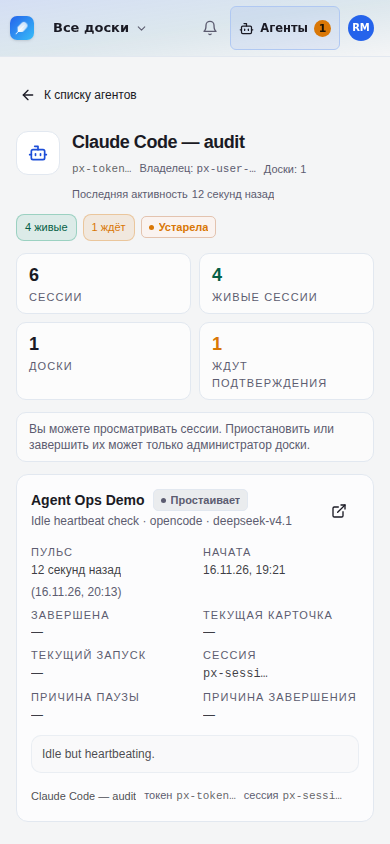 Все доски
Агенты 1
RM
К списку агентов
Claude Code — audit
px-token… Владелец: px-user-… Доски: 1
Последняя активность 12 секунд назад
4 живые
1 ждёт
Устарела
6
СЕССИИ
4
ЖИВЫЕ СЕССИИ
1
ДОСКИ
1
ЖДУТ
ПОДТВЕРЖДЕНИЯ
Вы можете просматривать сессии. Приостановить или
завершить их может только администратор доски.
Agent Ops Demo
Простаивает
Idle heartbeat check · opencode · deepseek-v4.1
ПУЛЬС
12 секунд назад
(16.11.26, 20:13)
НАЧАТА
16.11.26, 19:21
ЗАВЕРШЕНА
—
ТЕКУЩАЯ КАРТОЧКА
—
ТЕКУЩИЙ ЗАПУСК
—
СЕССИЯ
px-sessi…
ПРИЧИНА ПАУЗЫ
—
ПРИЧИНА ЗАВЕРШЕНИЯ
—
Idle but heartbeating.
Claude Code — audit токен px-token… сессия px-sessi…